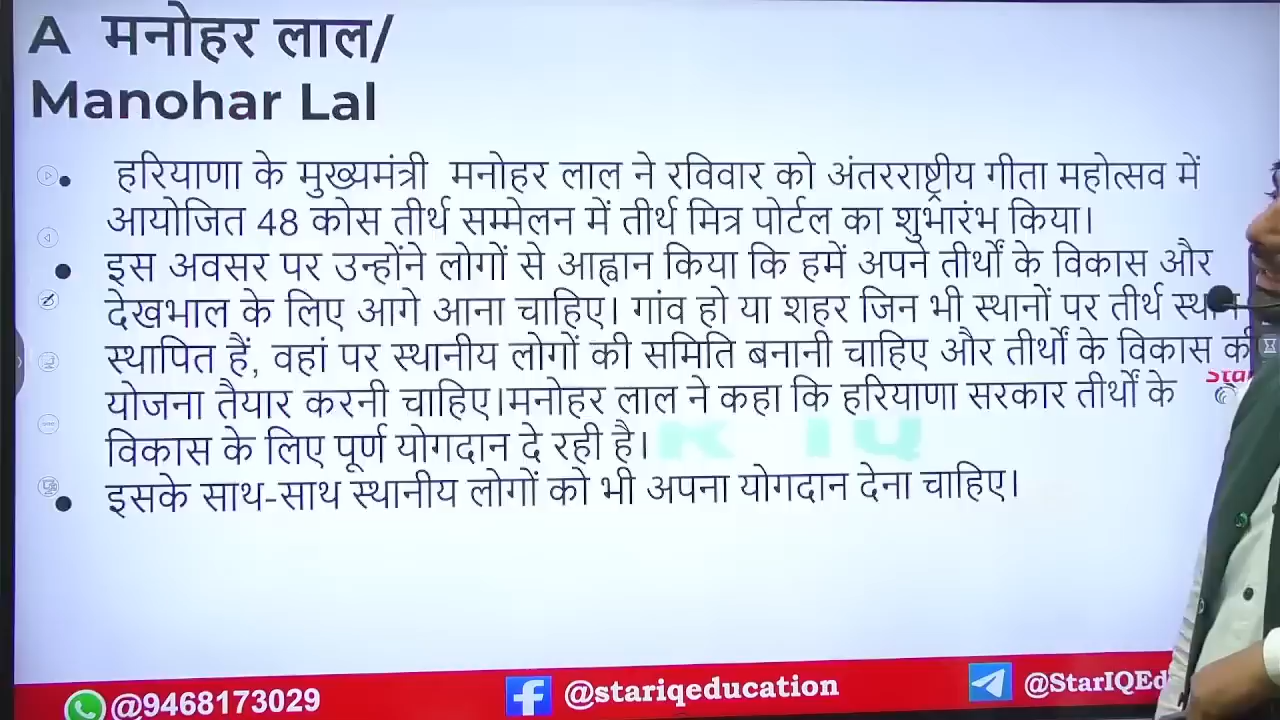 A मनोहर लाल/
Manohar Lal
हरियाणा के मुख्यमंत्री मनोहर लाल ने रविवार को अंतरराष्ट्रीय गीता महोत्सव में
आयोजित 48 कोस तीर्थ सम्मेलन में तीर्थ मित्र पोर्टल का शुभारंभ किया।
इस अवसर पर उन्होंने लोगों से आह्वान किया कि हमें अपने तीर्थों के विकास और
देखभाल के लिए आगे आना चाहिए। गांव हो या शहर जिन भी स्थानों पर तीर्थ
स्थापित हैं, वहां पर स्थानीय लोगों की समिति बनानी चाहिए और तीर्थों के विकास की
योजना तैयार करनी चाहिए।मनोहर लाल ने कहा कि हरियाणा सरकार तीर्थों के
विकास के लिए पूर्ण योगदान दे रही है।
इसके साथ-साथ स्थानीय लोगों को भी अपना योगदान देना चाहिए।
@9468173029 @stariqeducation @StarIQEd